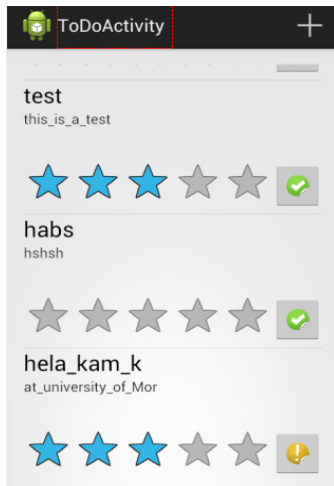 ToDoActivity
test
this_is_a_test
habs
hshsh
hela_kam_k
at_university_of_Mor